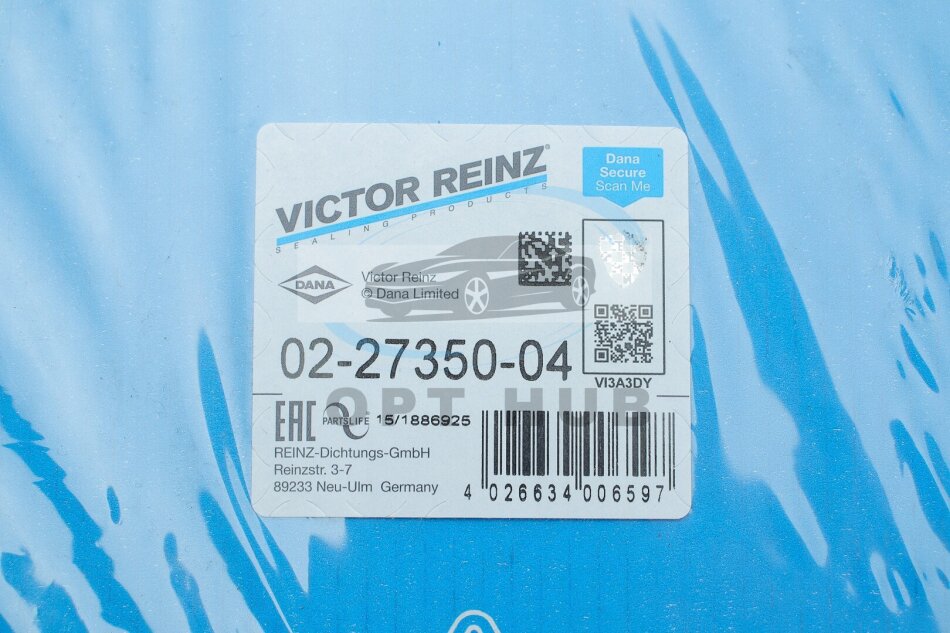 VICTOR REINZ®
SEALING PRODUCTS
Dana
Secure
Scan Me
DANA
Victor Reinz
© Dana Limited
02-27350-04
VI3A3DY
OPT HUB
EAC PARTSLIFE® 15/1886925
REINZ-Dichtungs-GmbH
Reinzstr. 3-7
89233 Neu-Ulm Germany
4 026634 006597